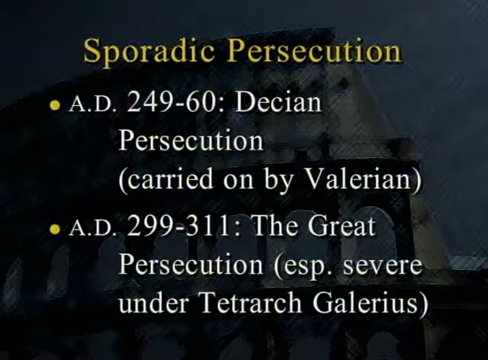 Sporadic Persecution
• A.D. 249-60: Decian
Persecution
(carried on by Valerian)
• A.D. 299-311: The Great
Persecution (esp. severe
under Tetrarch Galerius)